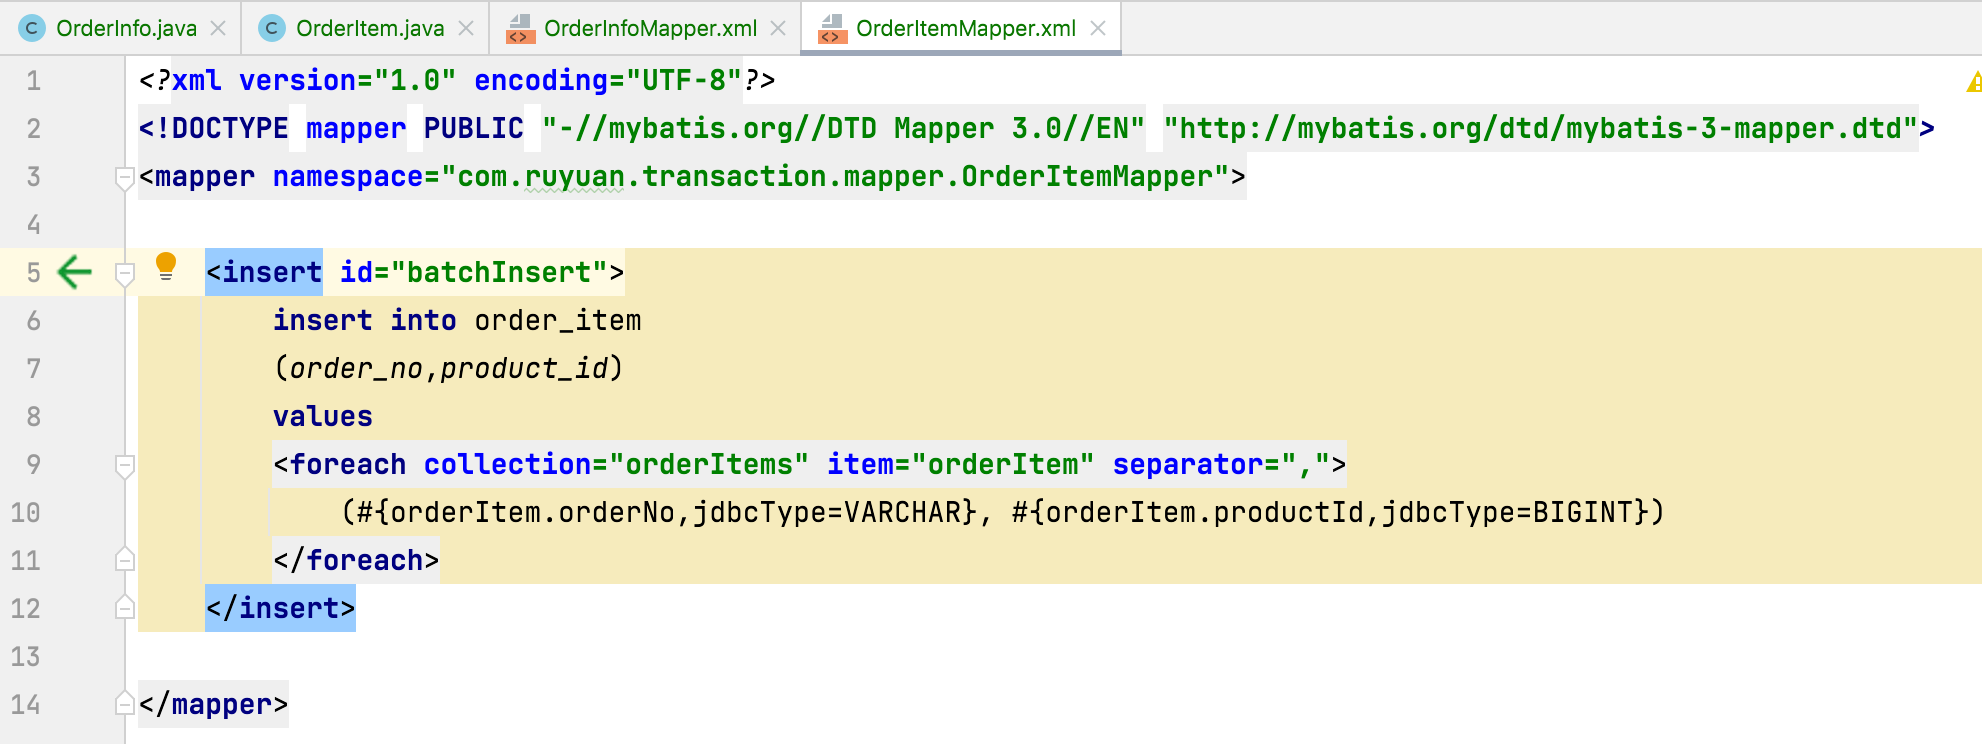 OrderInfo.java OrderItem.java OrderInfoMapper.xml OrderItemMapper.xml
1 <?xml version="1.0" encoding="UTF-8"?>
2 <!DOCTYPE mapper PUBLIC "-//mybatis.org//DTD Mapper 3.0//EN" "http://mybatis.org/dtd/mybatis-3-mapper.dtd">
3 <mapper namespace="com.ruyuan.transaction.mapper.OrderItemMapper">
4
5 <insert id="batchInsert">
6 insert into order_item
7 (order_no,product_id)
8 values
9 <foreach collection="orderItems" item="orderItem" separator=",">
10 (#{orderItem.orderNo,jdbcType=VARCHAR}, #{orderItem.productId,jdbcType=BIGINT})
11 </foreach>
12 </insert>
13
14 </mapper>